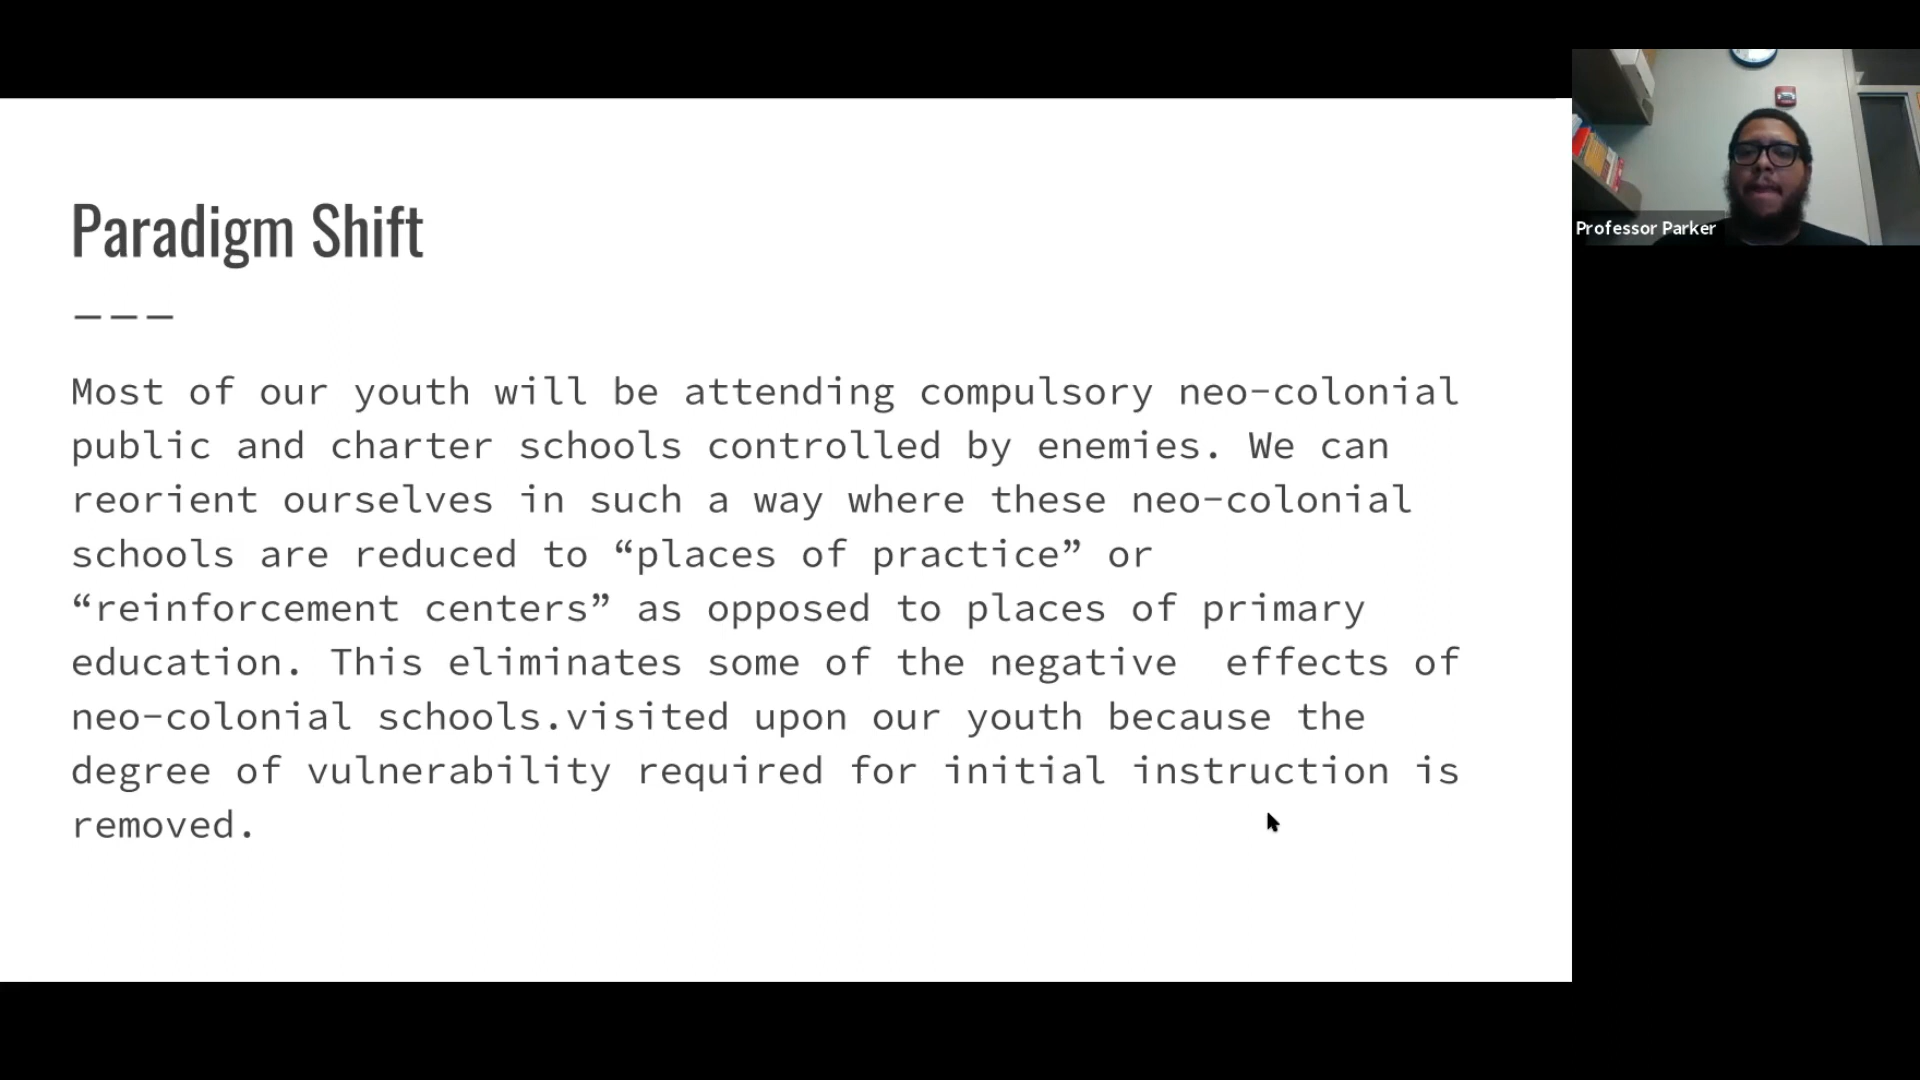 Paradigm Shift
———
Most of our youth will be attending compulsory neo-colonial
public and charter schools controlled by enemies. We can
reorient ourselves in such a way where these neo-colonial
schools are reduced to “places of practice” or
“reinforcement centers” as opposed to places of primary
education. This eliminates some of the negative  effects of
neo-colonial schools.visited upon our youth because the
degree of vulnerability required for initial instruction is
removed.
Professor Parker